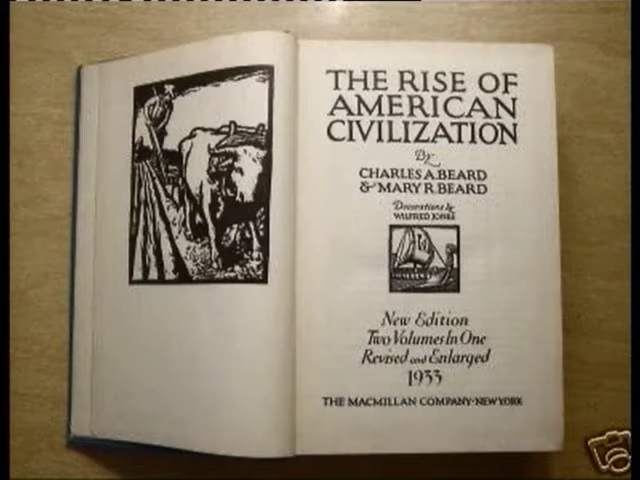 THE RISE OF
AMERICAN
CIVILIZATION
By
CHARLES A. BEARD
& MARY R. BEARD
Decorations by
WILFRED JONES
New Edition
Two Volumes In One
Revised and Enlarged
1933
THE MACMILLAN COMPANY · NEW YORK